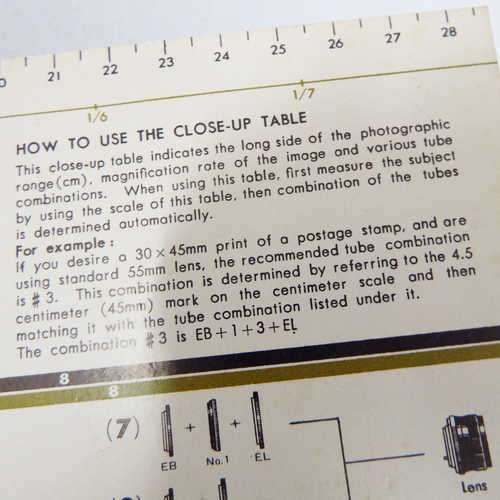 0 21 22 23 24 25 26 27 28
1/6 1/7
HOW TO USE THE CLOSE-UP TABLE
This close-up table indicates the long side of the photographic
range(cm), magnification rate of the image and various tube
combinations. When using this table, first measure the subject
by using the scale of this table, then combination of the tubes
is determined automatically.
For example :
If you desire a 30 × 45mm print of a postage stamp, and are
using standard 55mm lens, the recommended tube combination
is #3. This combination is determined by referring to the 4.5
centimeter (45mm) mark on the centimeter scale and then
matching it with the tube combination listed under it.
The combination #3 is EB+1+3+EL
8
8
(7) + +
EB No.1 EL
Lens